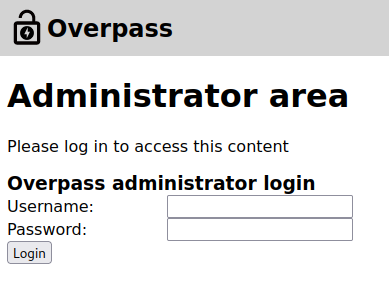 Overpass
Administrator area
Please log in to access this content
Overpass administrator login
Username:
Password:
Login